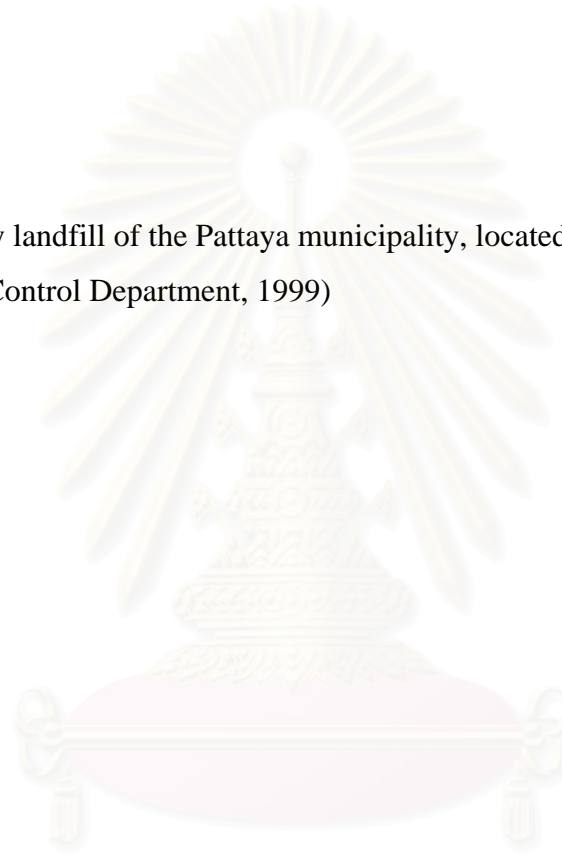 landfill of the Pattaya municipality, located
Control Department, 1999)